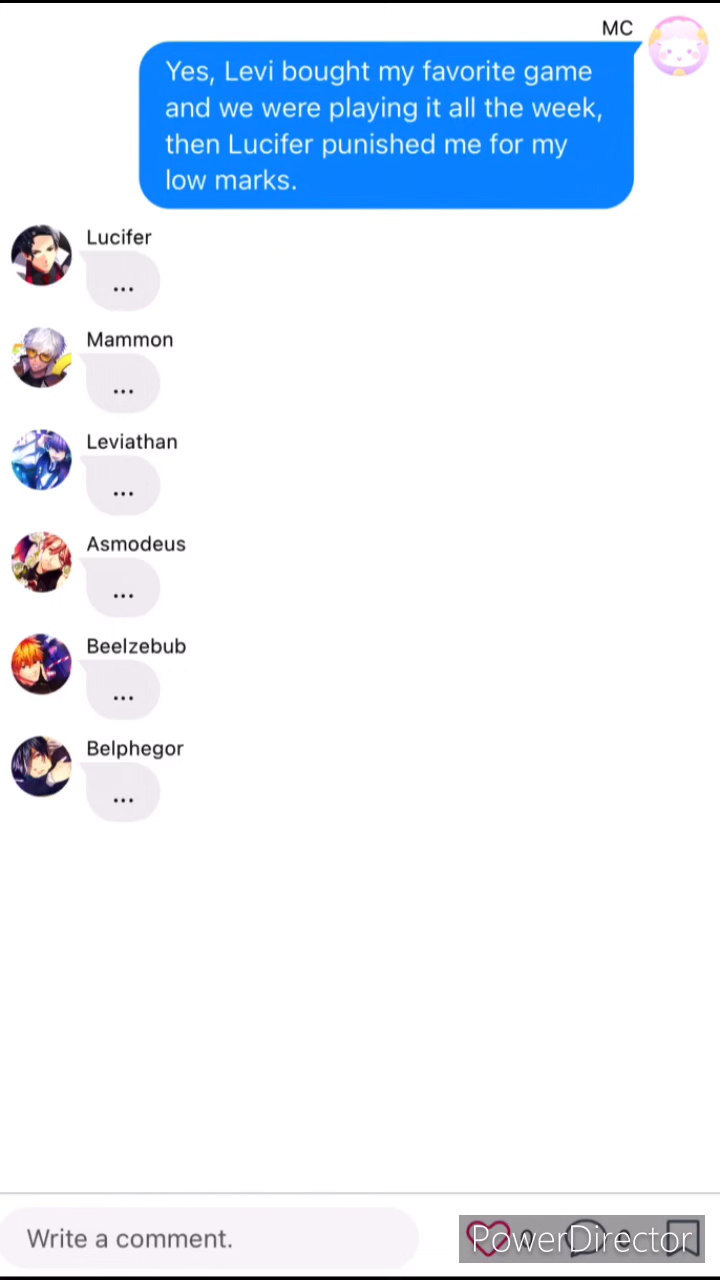 MC
Yes, Levi bought my favorite game
and we were playing it all the week,
then Lucifer punished me for my
low marks.
Lucifer
...
Mammon
...
Leviathan
...
Asmodeus
...
Beelzebub
...
Belphegor
...
Write a comment.
PowerDirector